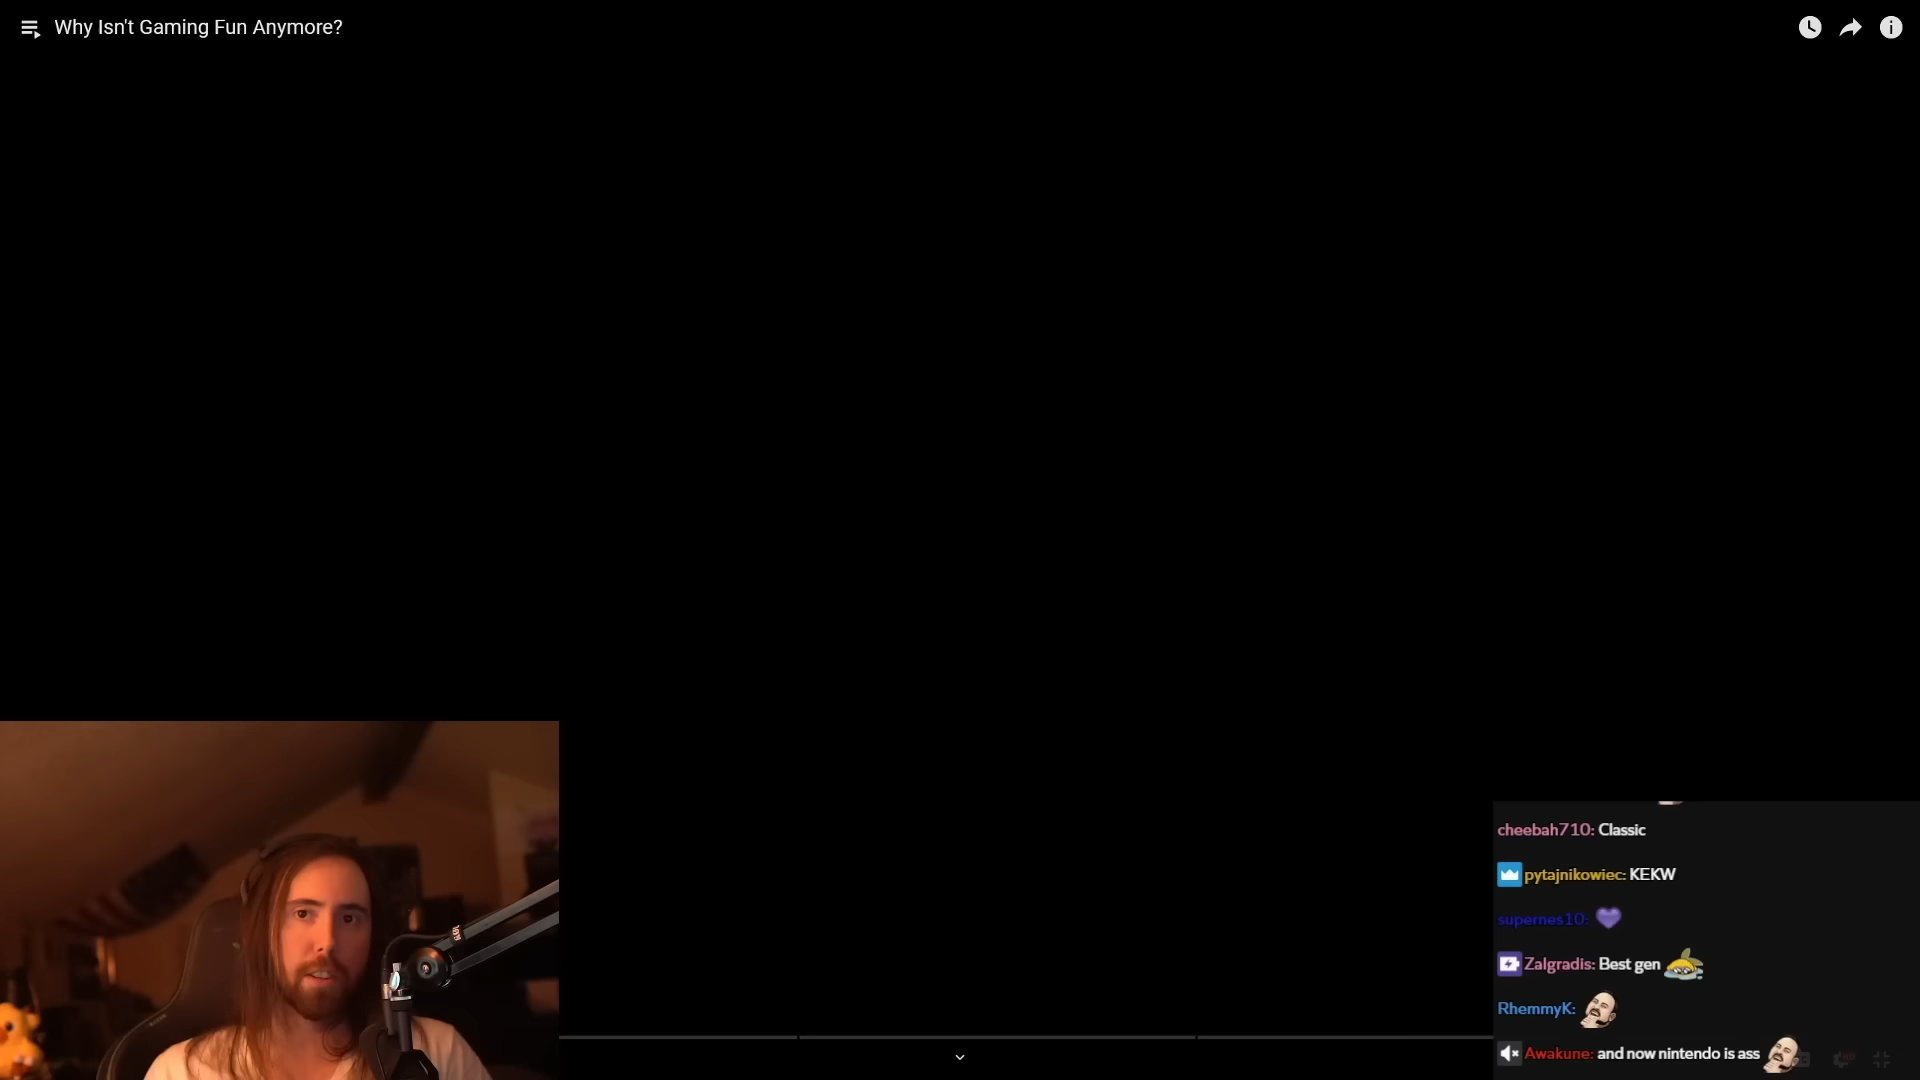 Why Isn't Gaming Fun Anymore?
cheebah710: Classic
pytajnikowiec: KEKW
supernes10:
Zalgradis: Best gen
RhemmyK:
Awakune: and now nintendo is ass